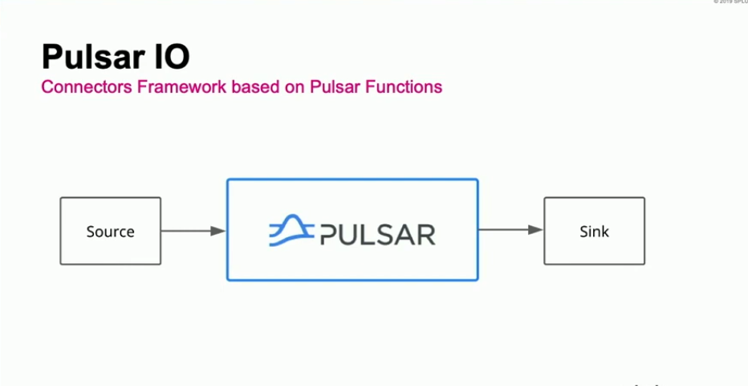 Pulsar IO
Connectors Framework based on Pulsar Functions
Source
PULSAR
Sink